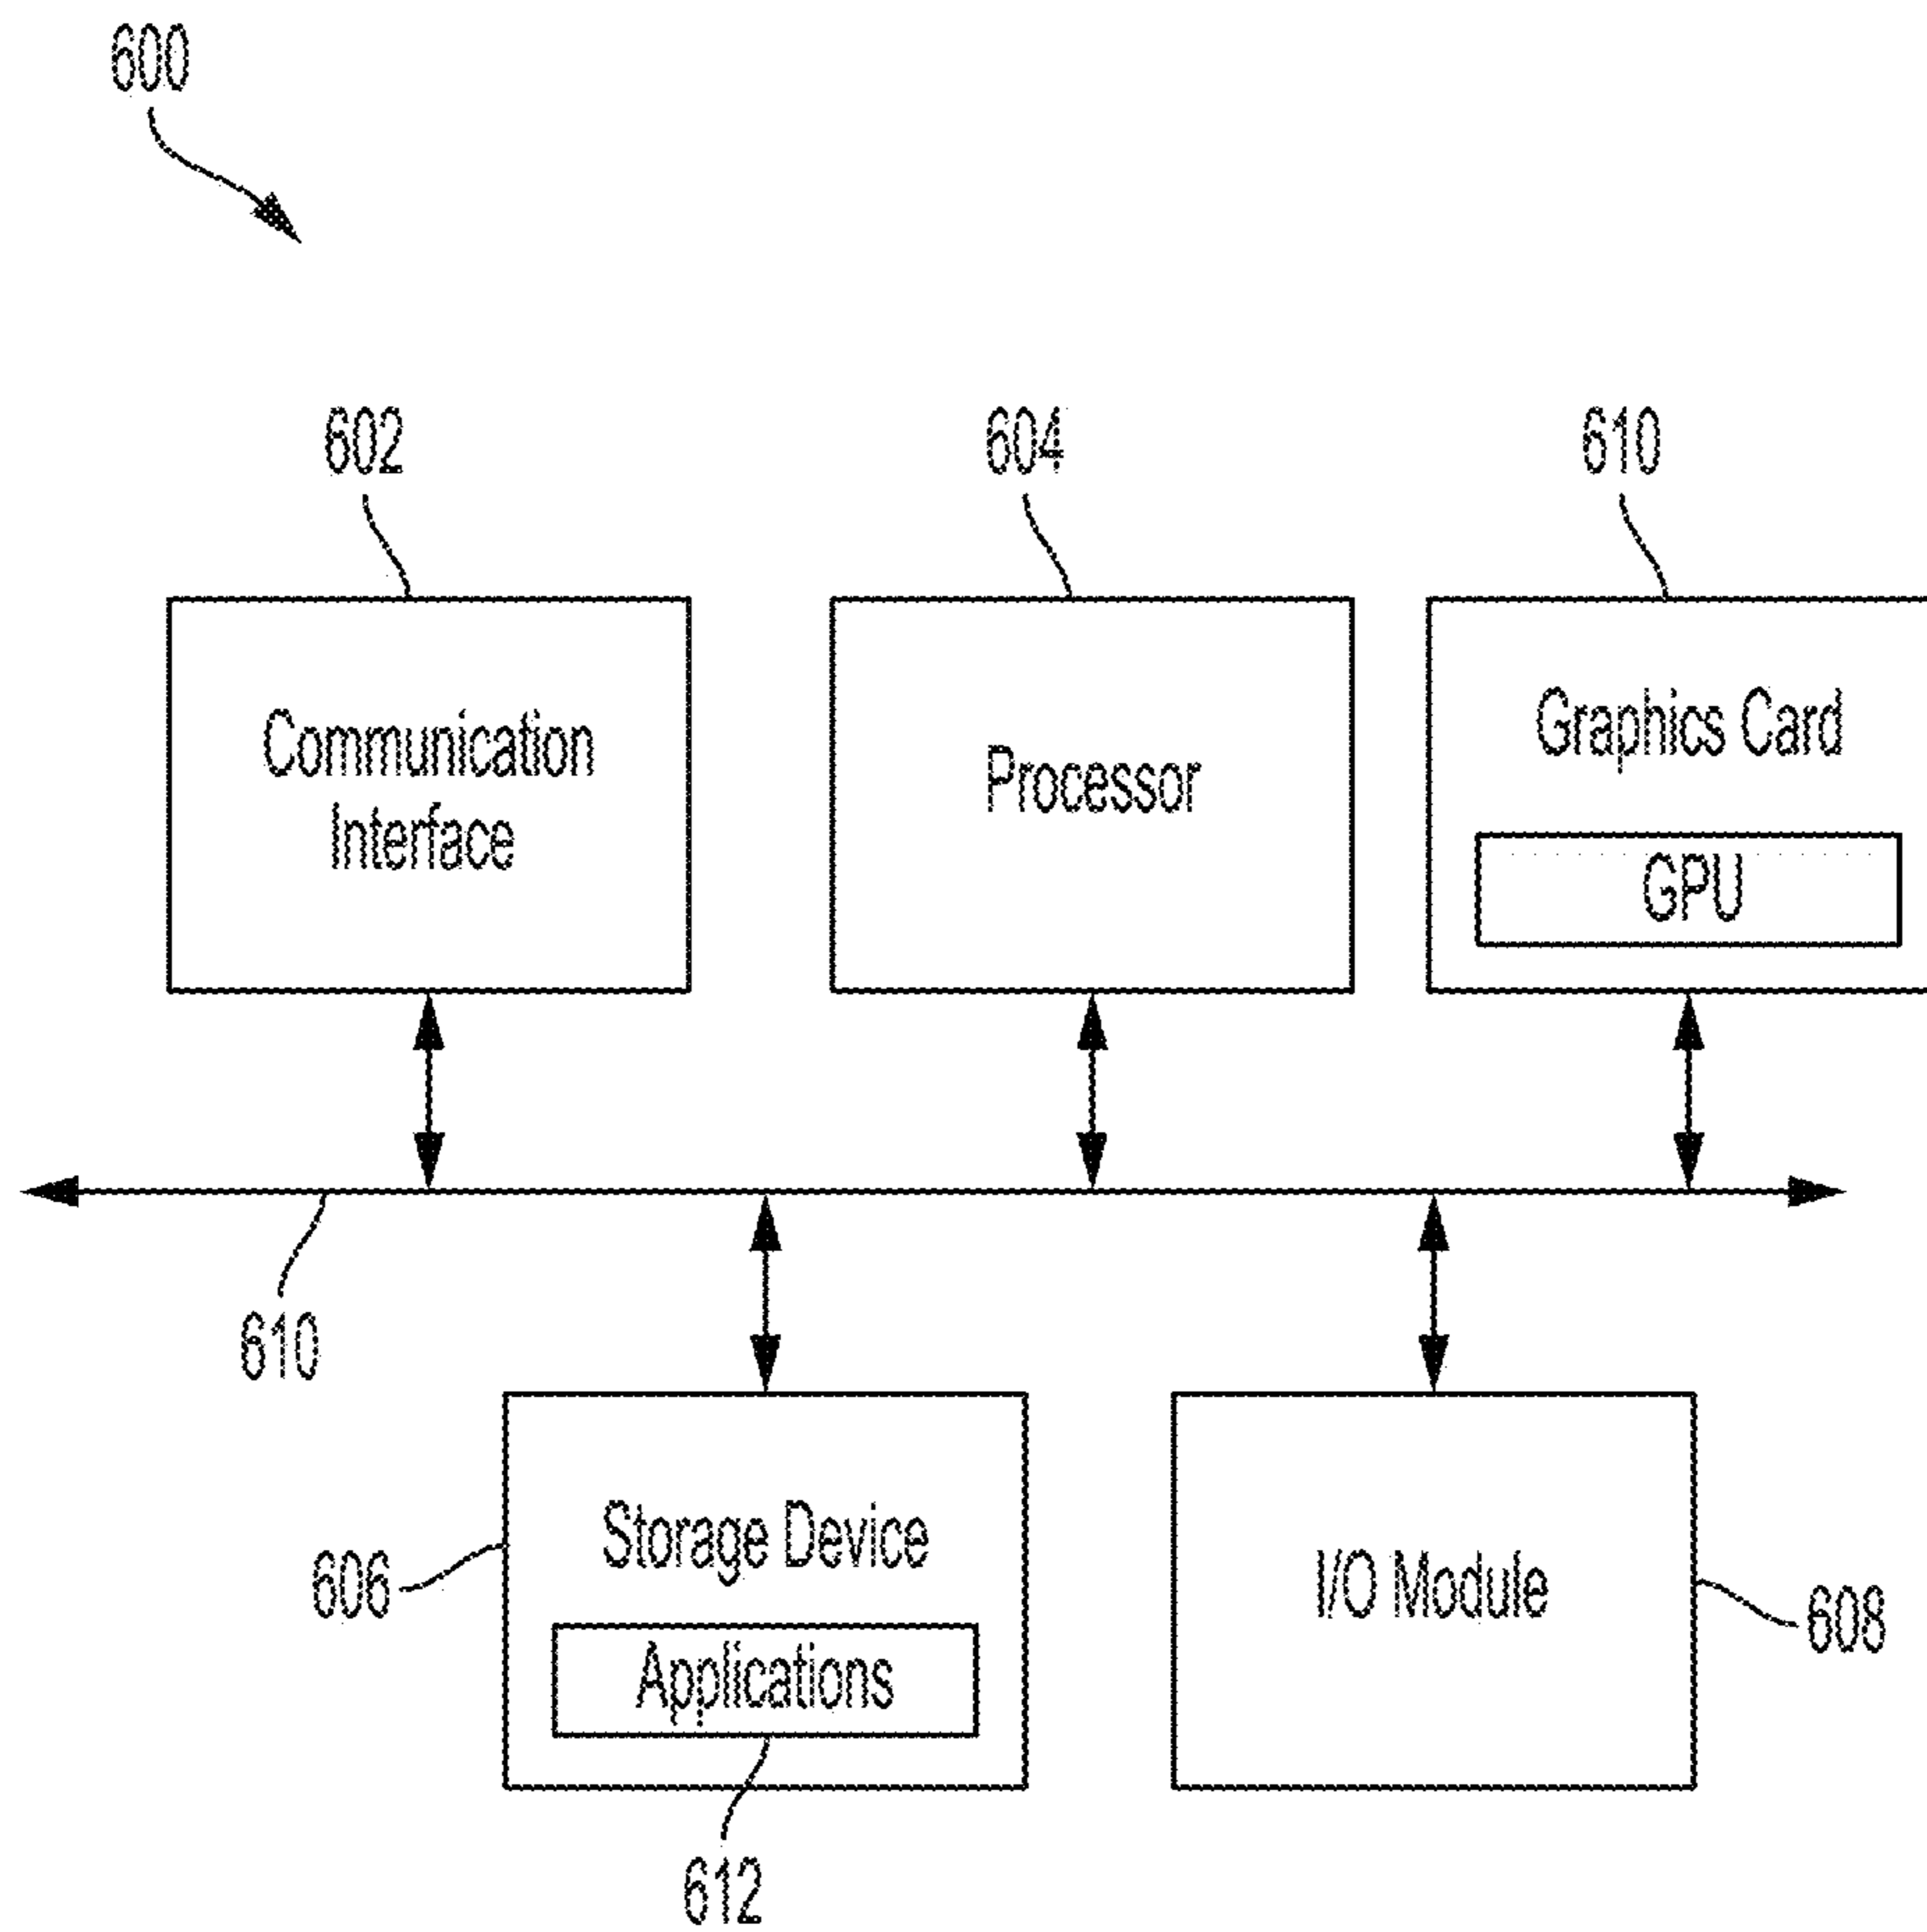 600
602
604
610
Communication
Interface
Processor
Graphics Card
GPU
610
Storage Device
606
Applications
I/O Module
608
612